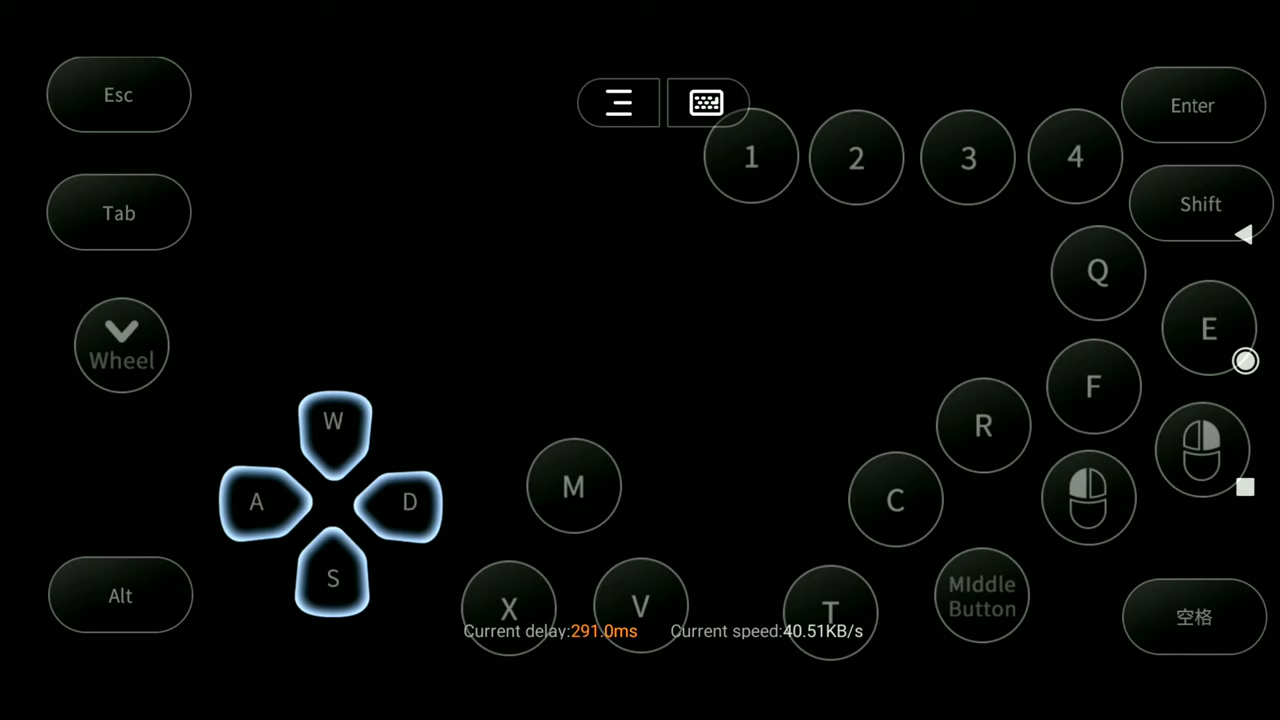 Esc
Enter
1
2
3
4
Shift
Tab
Q
E
Wheel
F
W
R
A
D
M
C
S
X
V
T
MIddle
Button
Alt
空格
Current delay:291.0ms
Current speed:40.51KB/s